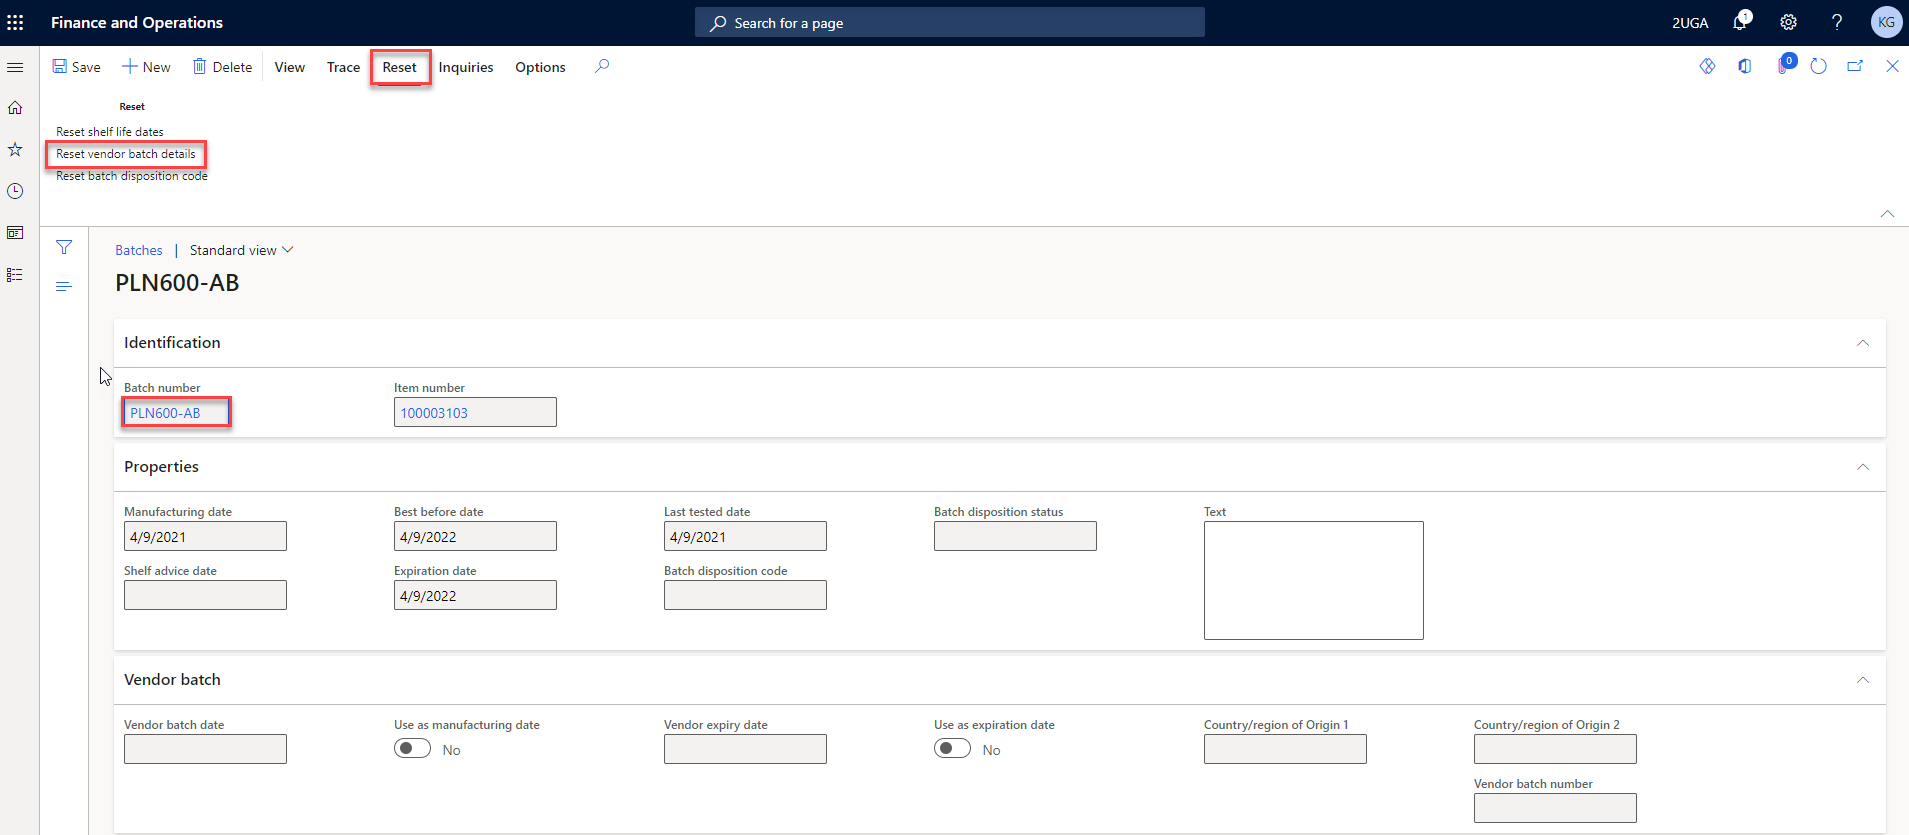 Finance and Operations
Search for a page
2UGA
1
?
KG
Save
New
Delete
View
Trace
Reset
Inquiries
Options
0
Reset
Reset shelf life dates
Reset vendor batch details
Reset batch disposition code
Batches | Standard view
PLN600-AB
Identification
Batch number
Item number
PLN600-AB
100003103
Properties
Manufacturing date
Best before date
Last tested date
Batch disposition status
Text
4/9/2021
4/9/2022
4/9/2021
Shelf advice date
Expiration date
Batch disposition code
4/9/2022
Vendor batch
Vendor batch date
Use as manufacturing date
Vendor expiry date
Use as expiration date
Country/region of Origin 1
Country/region of Origin 2
No
No
Vendor batch number